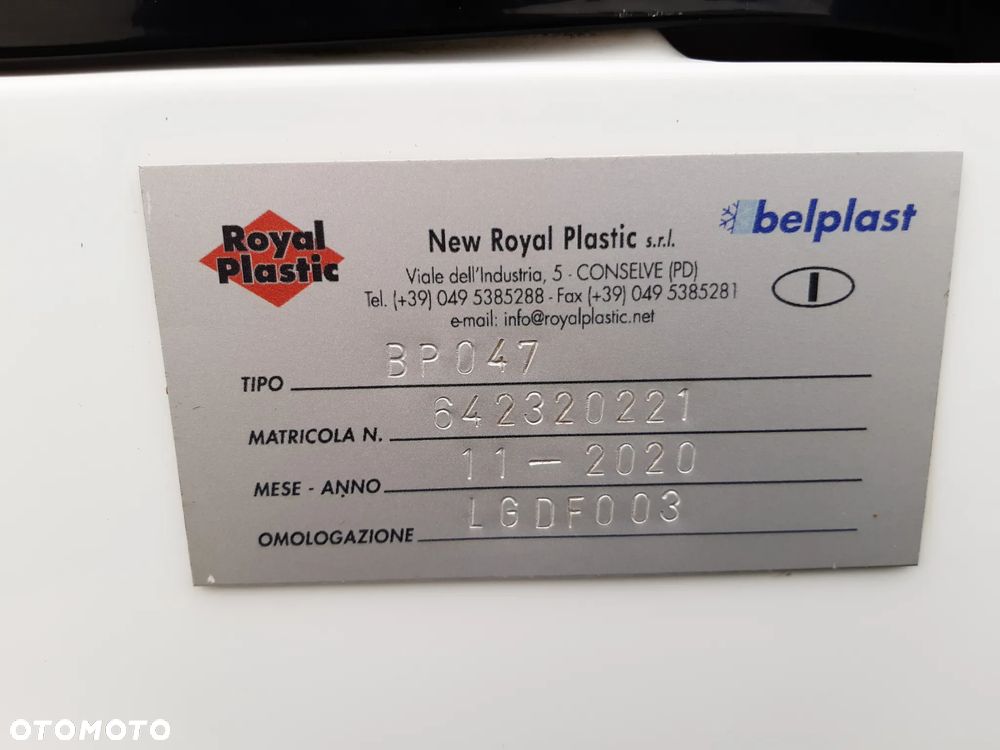 Royal
Plastic
New Royal Plastic s.r.l.
belplast
Viale dell'Industria, 5 - CONSELVE (PD)
Tel. (+39) 049 5385288 - Fax (+39) 049 5385281
e-mail: info@royalplastic.net
I
TIPO BP047
MATRICOLA N. 642320221
MESE - ANNO 11-2020
OMOLOGAZIONE LGDF003
OTOMOTO